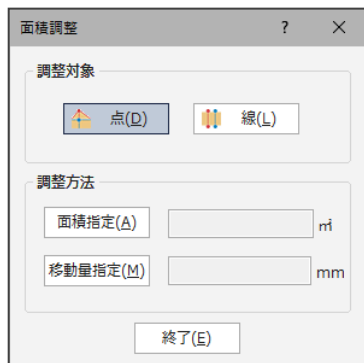 面積調整 ?
調整対象
点(D) 線(L)
調整方法
面積指定(A) ㎡
移動量指定(M) mm
終了(E)